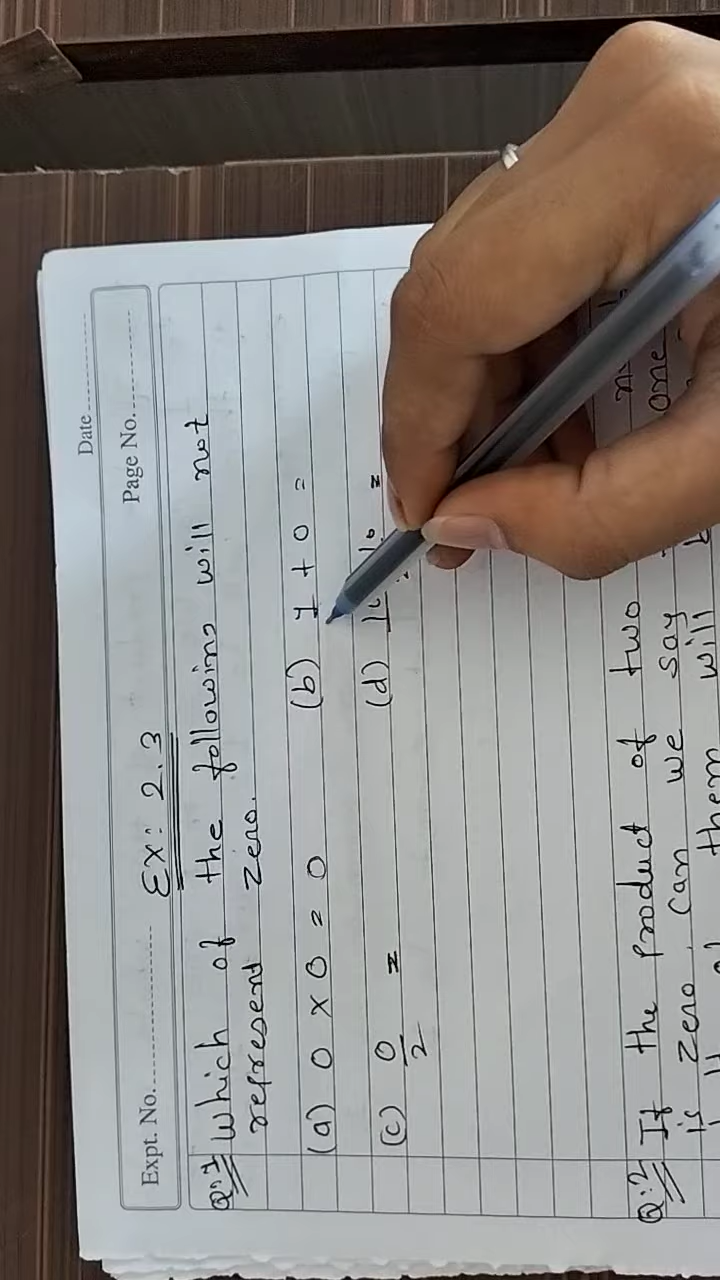 Date
Expt. No. Page No.
Ex: 2.3
Q:1 Which of the following will not
represent zero.
(a) 0 × 0 = 0 (b) 1 + 0 =
(c) 0/2 = (d) =
Q:2 If the product of two
is zero, can we say one
them will